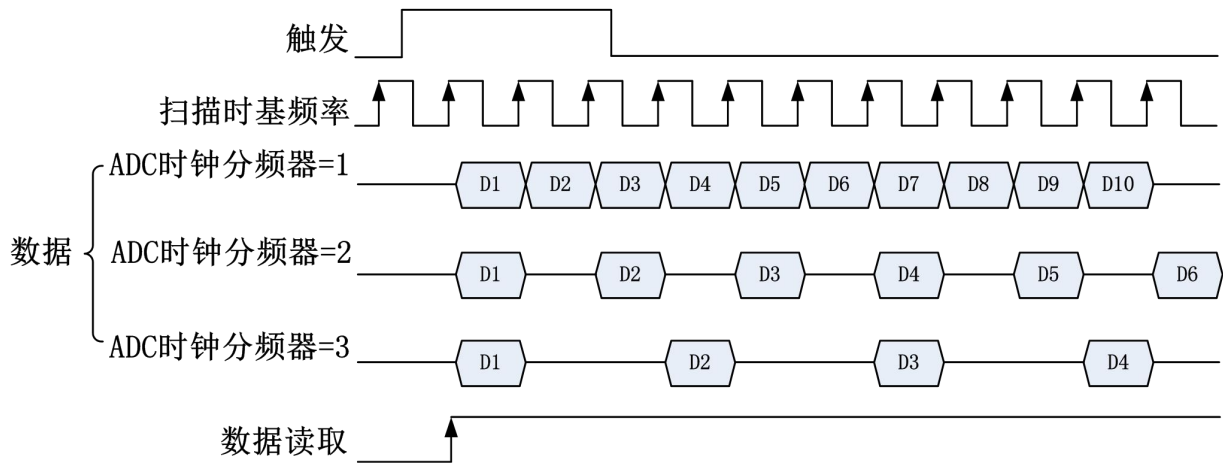 触发
扫描时基频率
数据
ADC时钟分频器=1
D1 D2 D3 D4 D5 D6 D7 D8 D9 D10
ADC时钟分频器=2
D1 D2 D3 D4 D5 D6
ADC时钟分频器=3
D1 D2 D3 D4
数据读取